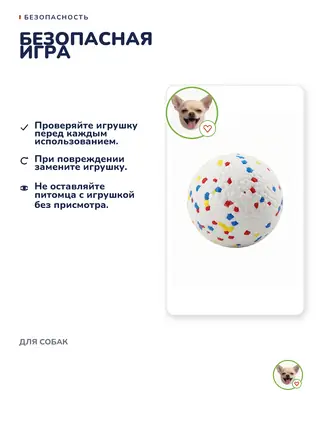 БЕЗОПАСНОСТЬ
БЕЗОПАСНАЯ
ИГРА
Проверяйте игрушку
перед каждым
использованием.
При повреждении
замените игрушку.
Не оставляйте
питомца с игрушкой
без присмотра.
ДЛЯ СОБАК